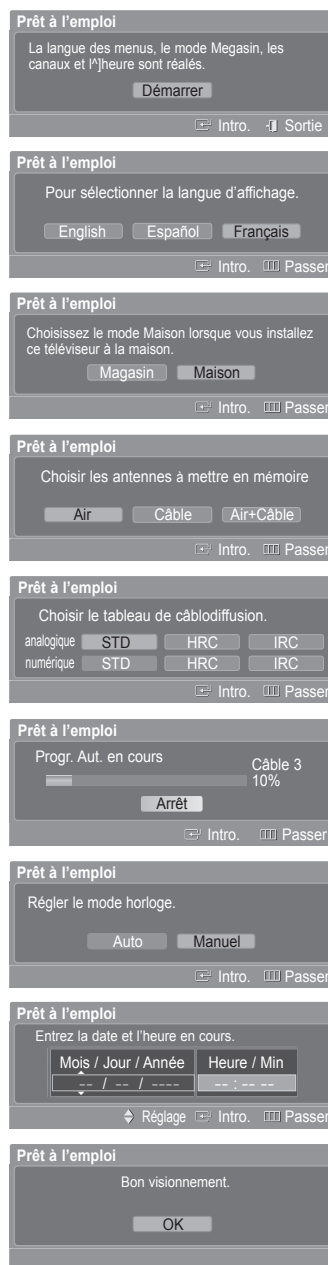 Prêt à l'emploi
La langue des menus, le mode Megasin, les
canaux et l^]heure sont réalés.
Démarrer
Intro. Sortie
Prêt à l'emploi
Pour sélectionner la langue d'affichage.
English Español Français
Intro. Passer
Prêt à l'emploi
Choisissez le mode Maison lorsque vous installez
ce téléviseur à la maison.
Magasin Maison
Intro. Passer
Prêt à l'emploi
Choisir les antennes à mettre en mémoire
Air Câble Air+Câble
Intro. Passer
Prêt à l'emploi
Choisir le tableau de câblodiffusion.
analogique STD HRC IRC
numérique STD HRC IRC
Intro. Passer
Prêt à l'emploi
Progr. Aut. en cours Câble 3
10%
Arrêt
Intro. Passer
Prêt à l'emploi
Régler le mode horloge.
Auto Manuel
Intro. Passer
Prêt à l'emploi
Entrez la date et l'heure en cours.
Mois / Jour / Année Heure / Min
-- / -- / ---- -- : -- --
Réglage Intro. Passer
Prêt à l'emploi
Bon visionnement.
OK